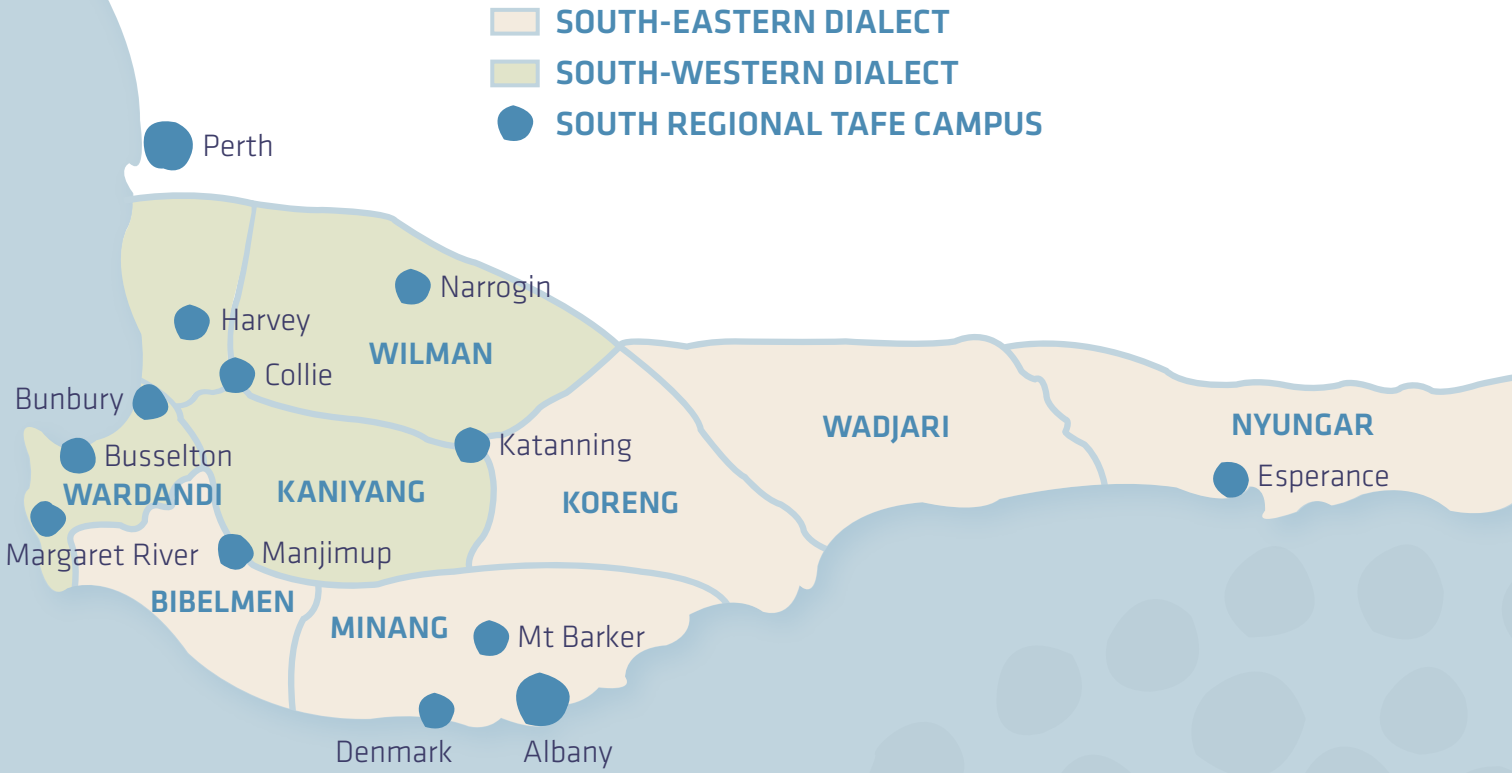 SOUTH-EASTERN DIALECT
SOUTH-WESTERN DIALECT
SOUTH REGIONAL TAFE CAMPUS
Perth
Narrogin
Harvey
WILMAN
Collie
Bunbury
WADJARI
NYUNGAR
Katanning
Busselton
Esperance
WARDANDI
KANIYANG
KORENG
Margaret River
Manjimup
BIBELMEN
MINANG
Mt Barker
Denmark
Albany